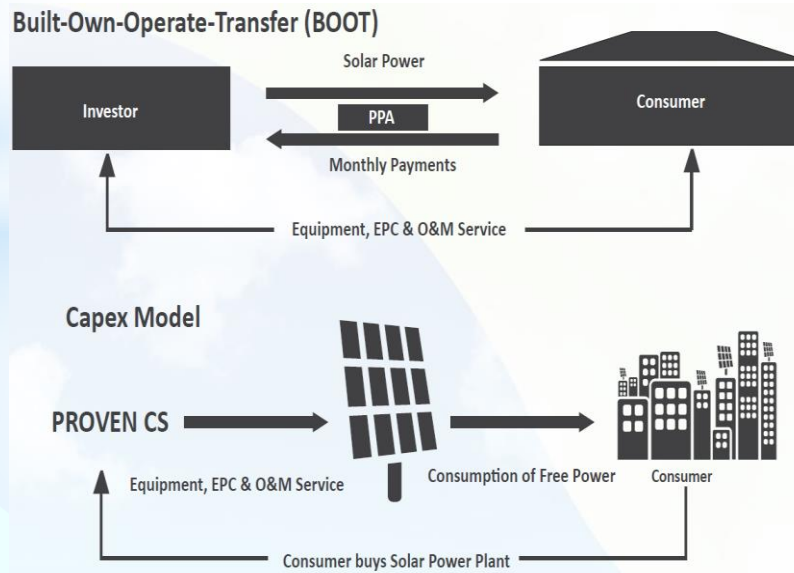 Built-Own-Operate-Transfer (BOOT)
Solar Power
Investor
PPA
Consumer
Monthly Payments
Equipment, EPC & O&M Service
Capex Model
PROVEN CS
Equipment, EPC & O&M Service
Consumption of Free Power
Consumer
Consumer buys Solar Power Plant